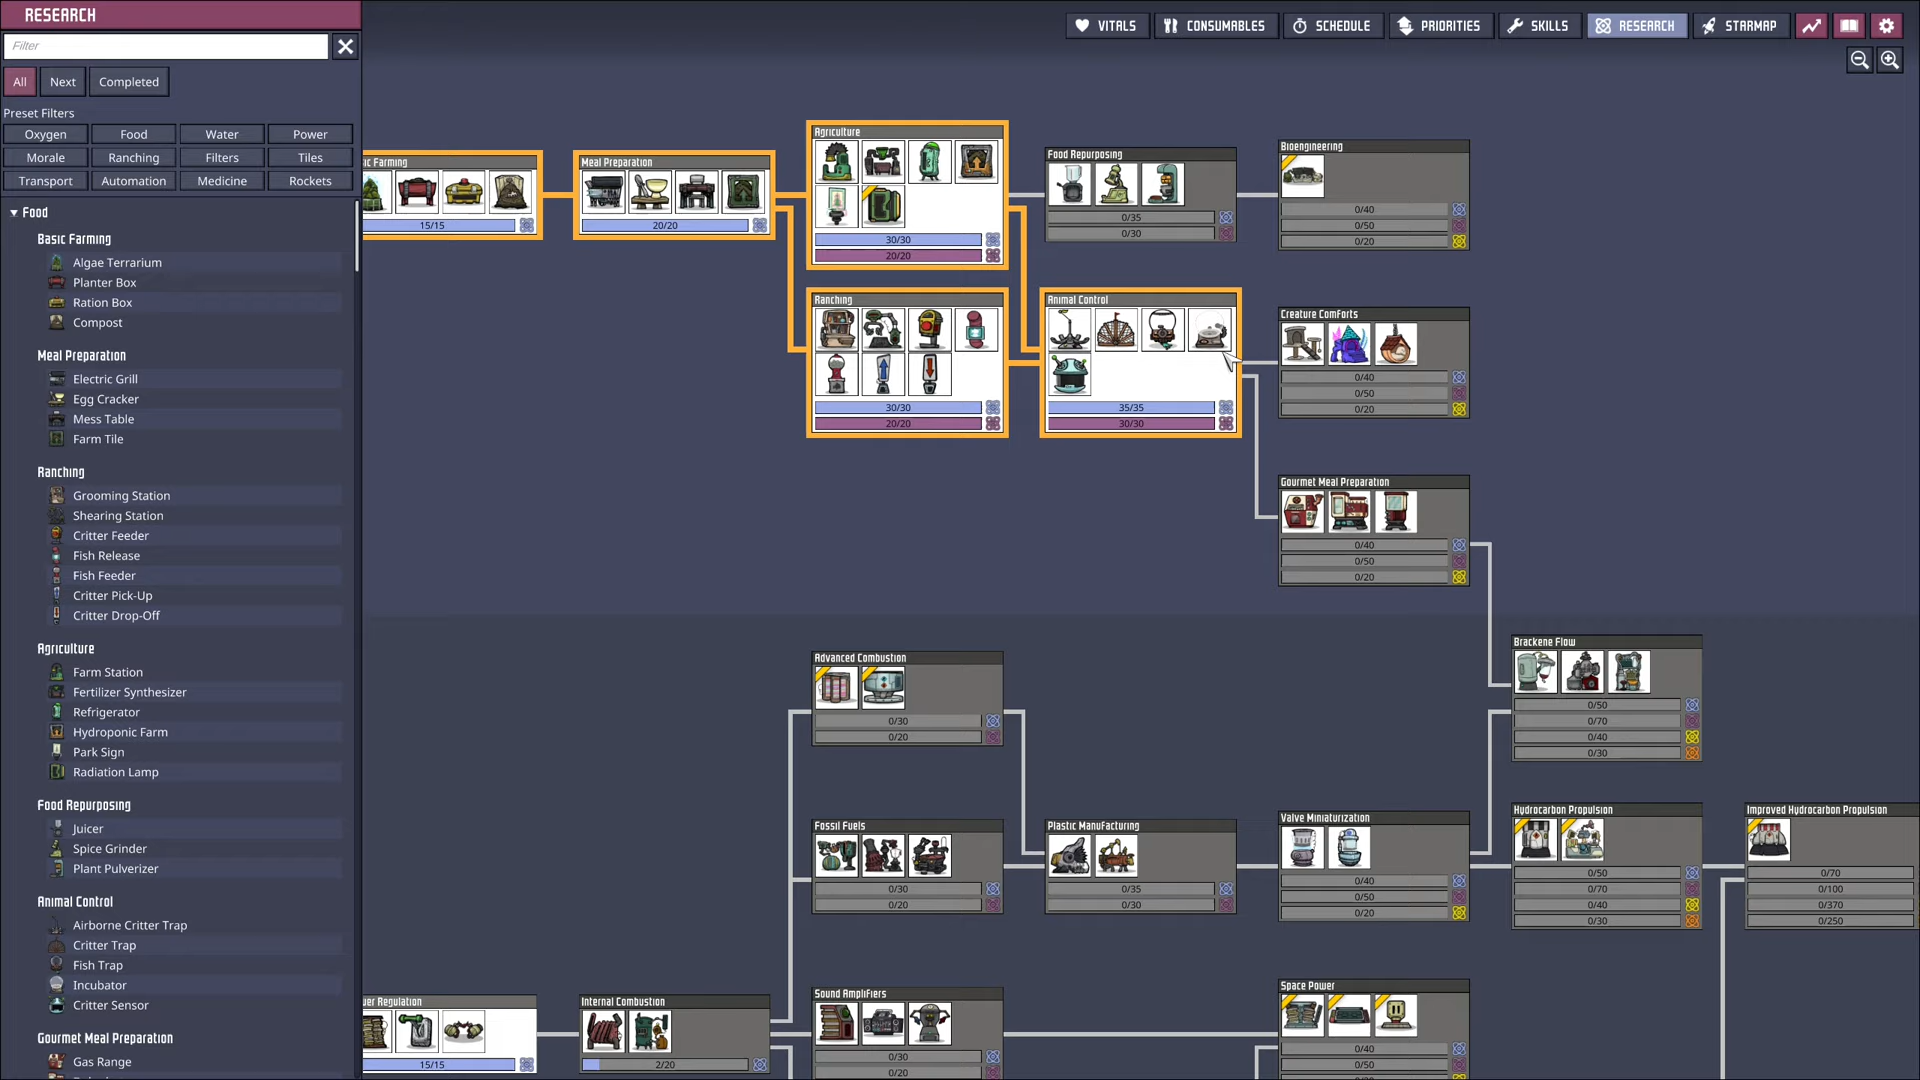 RESEARCH
VITALS
CONSUMABLES
SCHEDULE
PRIORITIES
SKILLS
RESEARCH
STARMAP
Filter
All
Next
Completed
Preset Filters
Oxygen
Food
Water
Power
Morale
Ranching
Filters
Tiles
Transport
Automation
Medicine
Rockets
Food
Basic Farming
Algae Terrarium
Planter Box
Ration Box
Compost
Meal Preparation
Electric Grill
Egg Cracker
Mess Table
Farm Tile
Ranching
Grooming Station
Shearing Station
Critter Feeder
Fish Release
Fish Feeder
Critter Pick-Up
Critter Drop-Off
Agriculture
Farm Station
Fertilizer Synthesizer
Refrigerator
Hydroponic Farm
Park Sign
Radiation Lamp
Food Repurposing
Juicer
Spice Grinder
Plant Pulverizer
Animal Control
Airborne Critter Trap
Critter Trap
Fish Trap
Incubator
Critter Sensor
Gourmet Meal Preparation
Gas Range
ic Farming
15/15
Meal Preparation
20/20
Agriculture
30/30
20/20
Food Repurposing
0/35
0/30
Bioengineering
0/40
0/50
0/20
Ranching
30/30
20/20
Animal Control
35/35
30/30
Creature Comforts
0/40
0/50
0/20
Gourmet Meal Preparation
0/40
0/50
0/20
Brackene Flow
0/50
0/70
0/40
0/30
Advanced Combustion
0/30
0/20
Fossil Fuels
0/30
0/20
Plastic Manufacturing
0/35
0/30
Valve Miniaturization
0/40
0/50
0/20
Hydrocarbon Propulsion
0/50
0/70
0/40
0/30
Improved Hydrocarbon Propulsion
0/70
0/100
0/370
0/250
wer Regulation
15/15
Internal Combustion
2/20
Sound Amplifiers
0/30
0/20
Space Power
0/40
0/50